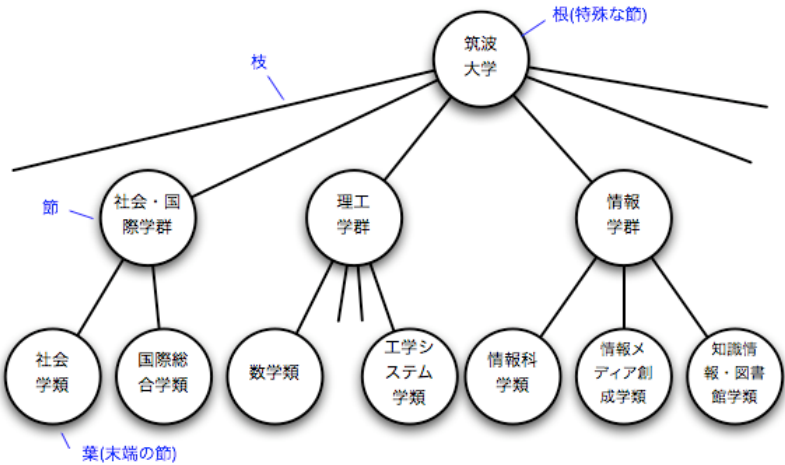 根(特殊な節)
筑波
大学
枝
節
社会・国
際学群
理工
学群
情報
学群
社会
学類
国際総
合学類
数学類
工学シ
ステム
学類
情報科
学類
情報メ
ディア創
成学類
知識情
報・図書
館学類
葉(末端の節)